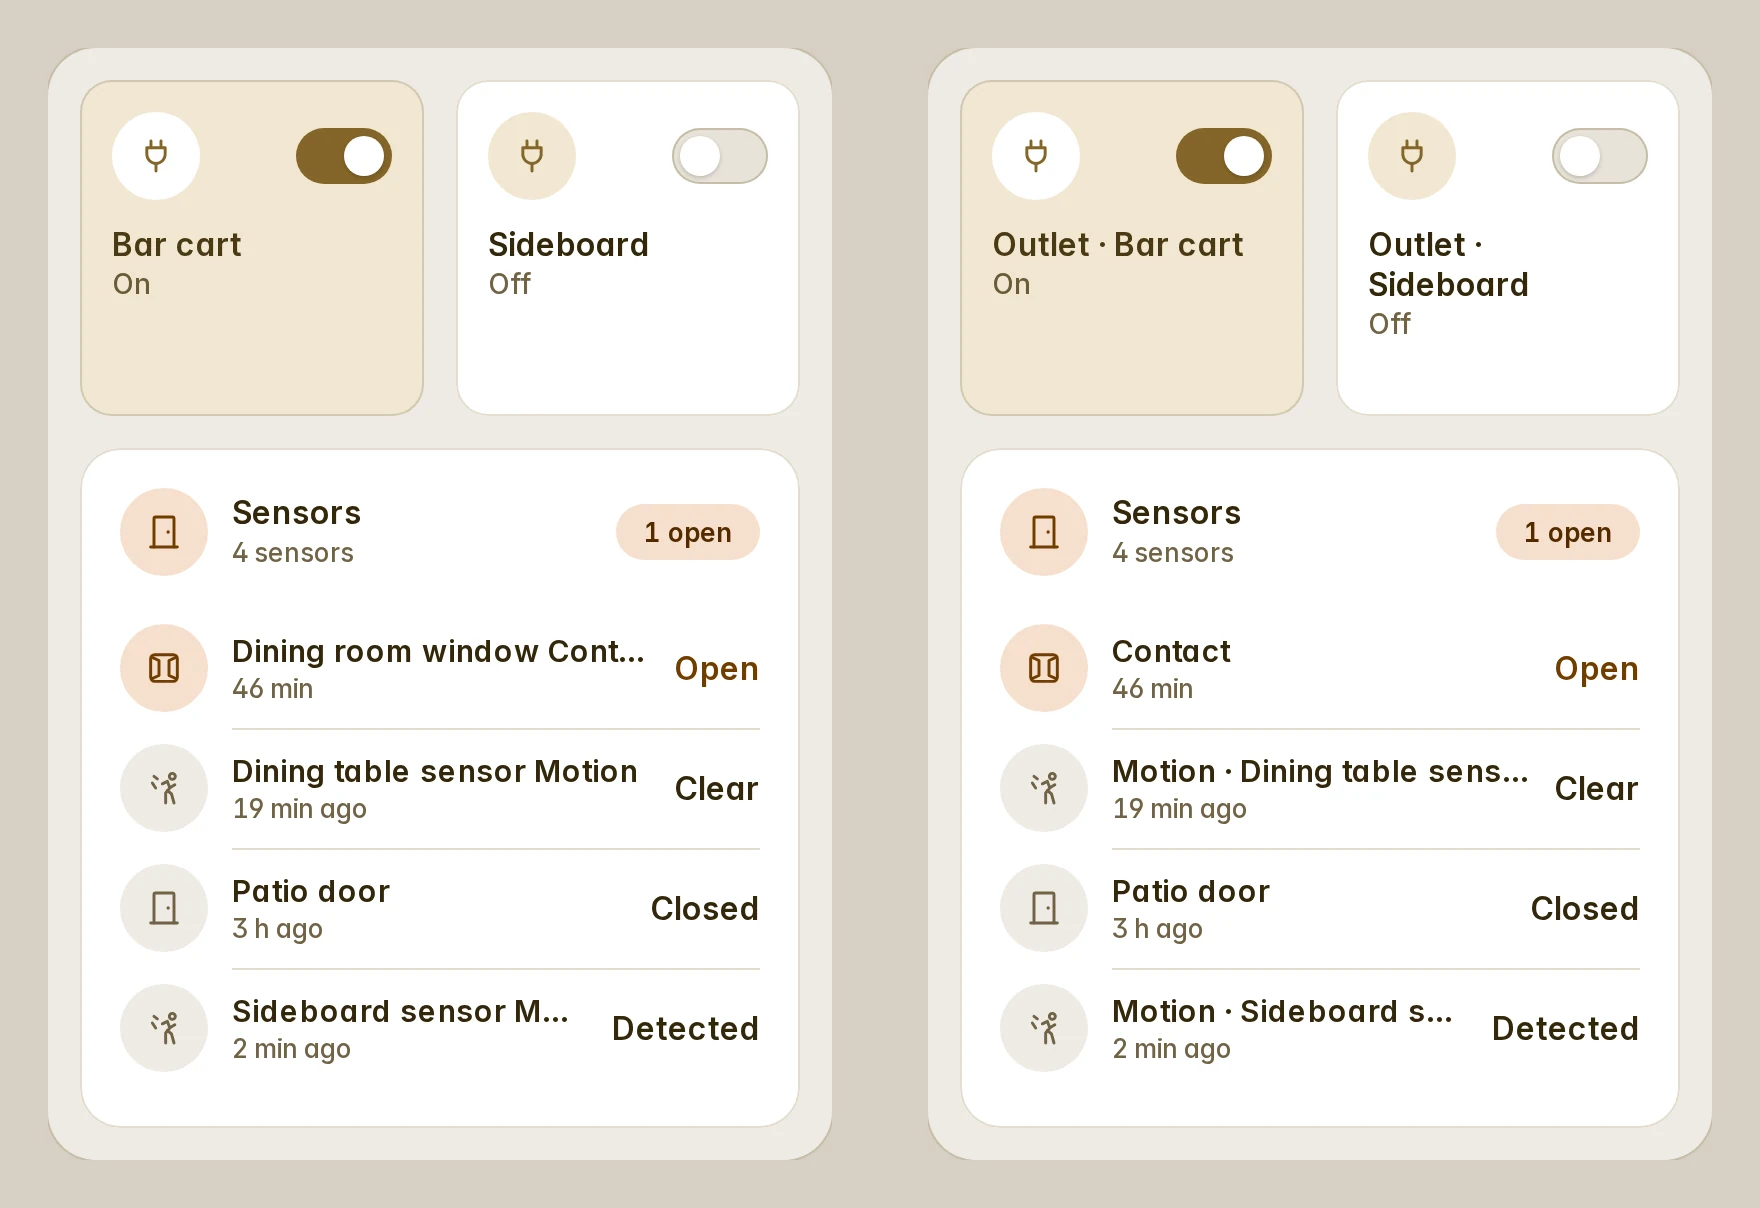 Bar cart
On
Sideboard
Off
Sensors
4 sensors
1 open
Dining room window Cont...
46 min
Open
Dining table sensor Motion
19 min ago
Clear
Patio door
3 h ago
Closed
Sideboard sensor M...
2 min ago
Detected
Outlet · Bar cart
On
Outlet ·
Sideboard
Off
Sensors
4 sensors
1 open
Contact
46 min
Open
Motion · Dining table sens...
19 min ago
Clear
Patio door
3 h ago
Closed
Motion · Sideboard s...
2 min ago
Detected